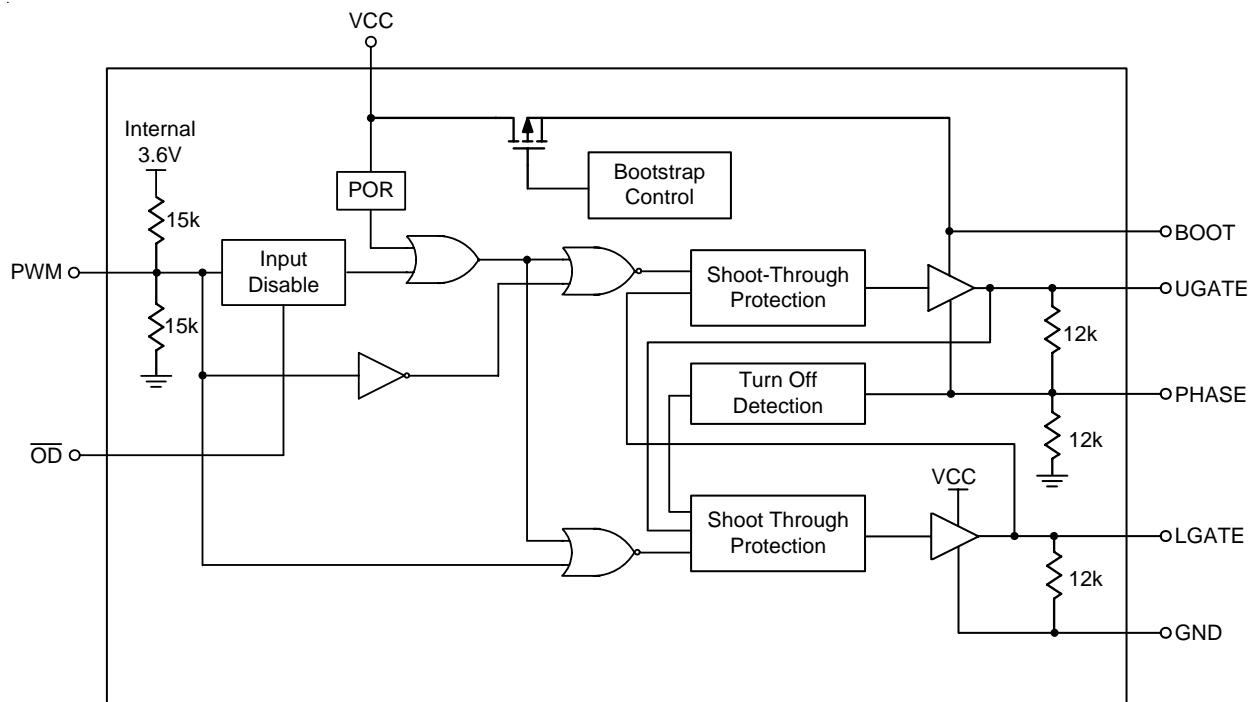 VCC
Internal
3.6V
15k
POR
Bootstrap
Control
BOOT
PWM
Input
Disable
Shoot-Through
Protection
UGATE
15k
12k
Turn Off
Detection
PHASE
12k
OD
VCC
Shoot Through
Protection
LGATE
12k
GND